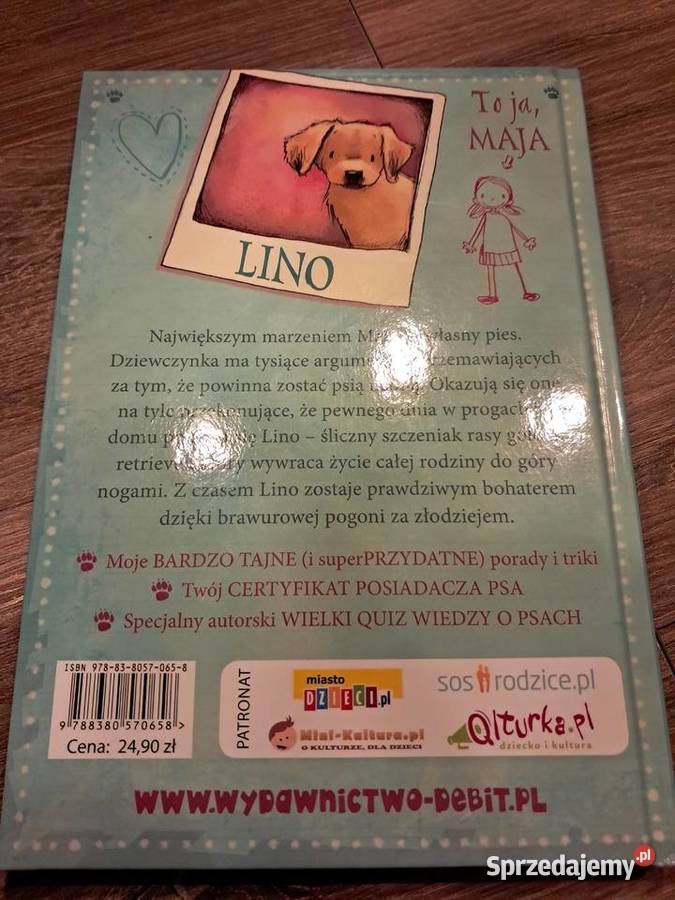 To ja,
MAJA
LINO
Największym marzeniem własny pies.
Dziewczynka ma tysiące przemawiających
za tym, że powinna zostać psią Okazują się one
na tyle przekonujące, że pewnego dnia w progach
domu Lino – śliczny szczeniak rasy
wywraca życie całej rodziny do góry
nogami. Z czasem Lino zostaje prawdziwym bohaterem
dzięki brawurowej pogoni za złodziejem.
Moje BARDZO TAJNE (i superPRZYDATNE) porady i triki
Twój CERTYFIKAT POSIADACZA PSA
Specjalny autorski WIELKI QUIZ WIEDZY O PSACH
ISBN 978-83-8057-065-8
9 788380 570658 >
Cena: 24,90 zł
PATRONAT
miasto
DZIECI.pl
sos rodzice.pl
Mini-Kultura.pl
O KULTURZE, DLA DZIECI
Qlturka.pl
dziecko i kultura
WWW.WYDAWNICTWO-DEBIT.PL
Sprzedajemy.pl